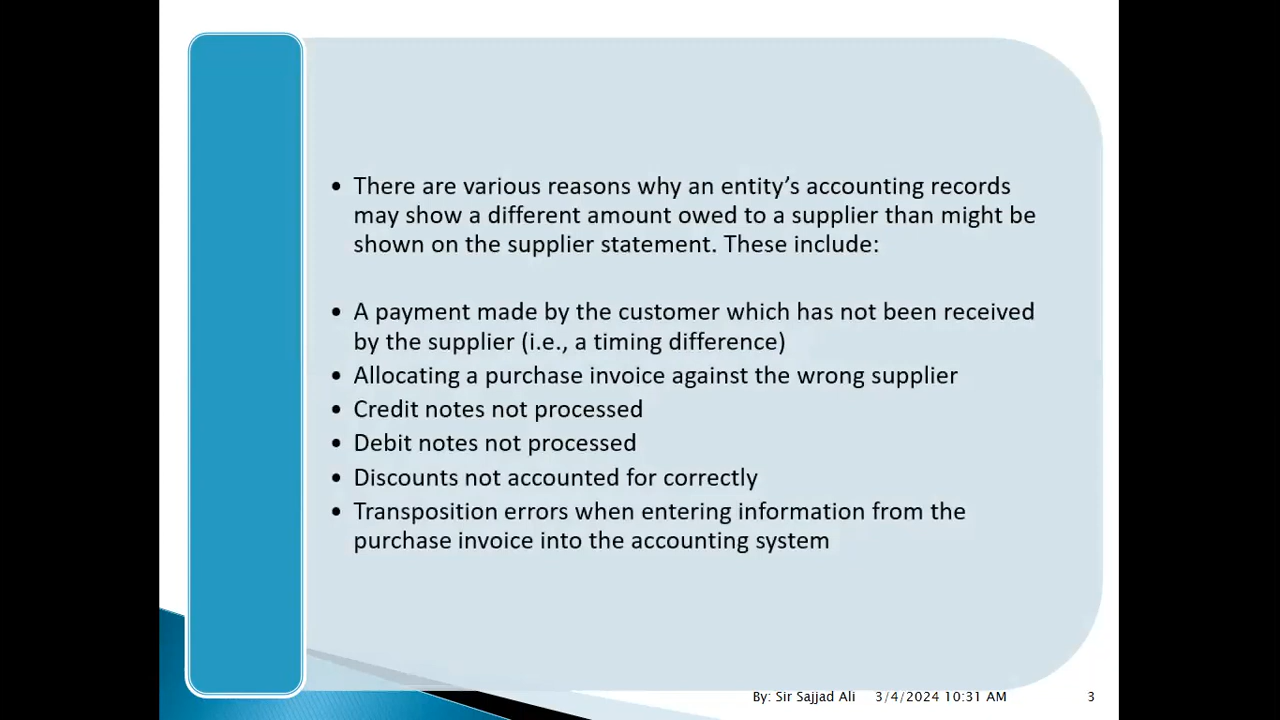 • There are various reasons why an entity’s accounting records
may show a different amount owed to a supplier than might be
shown on the supplier statement. These include:
• A payment made by the customer which has not been received
by the supplier (i.e., a timing difference)
• Allocating a purchase invoice against the wrong supplier
• Credit notes not processed
• Debit notes not processed
• Discounts not accounted for correctly
• Transposition errors when entering information from the
purchase invoice into the accounting system
By: Sir Sajjad Ali 3/4/2024 10:31 AM 3